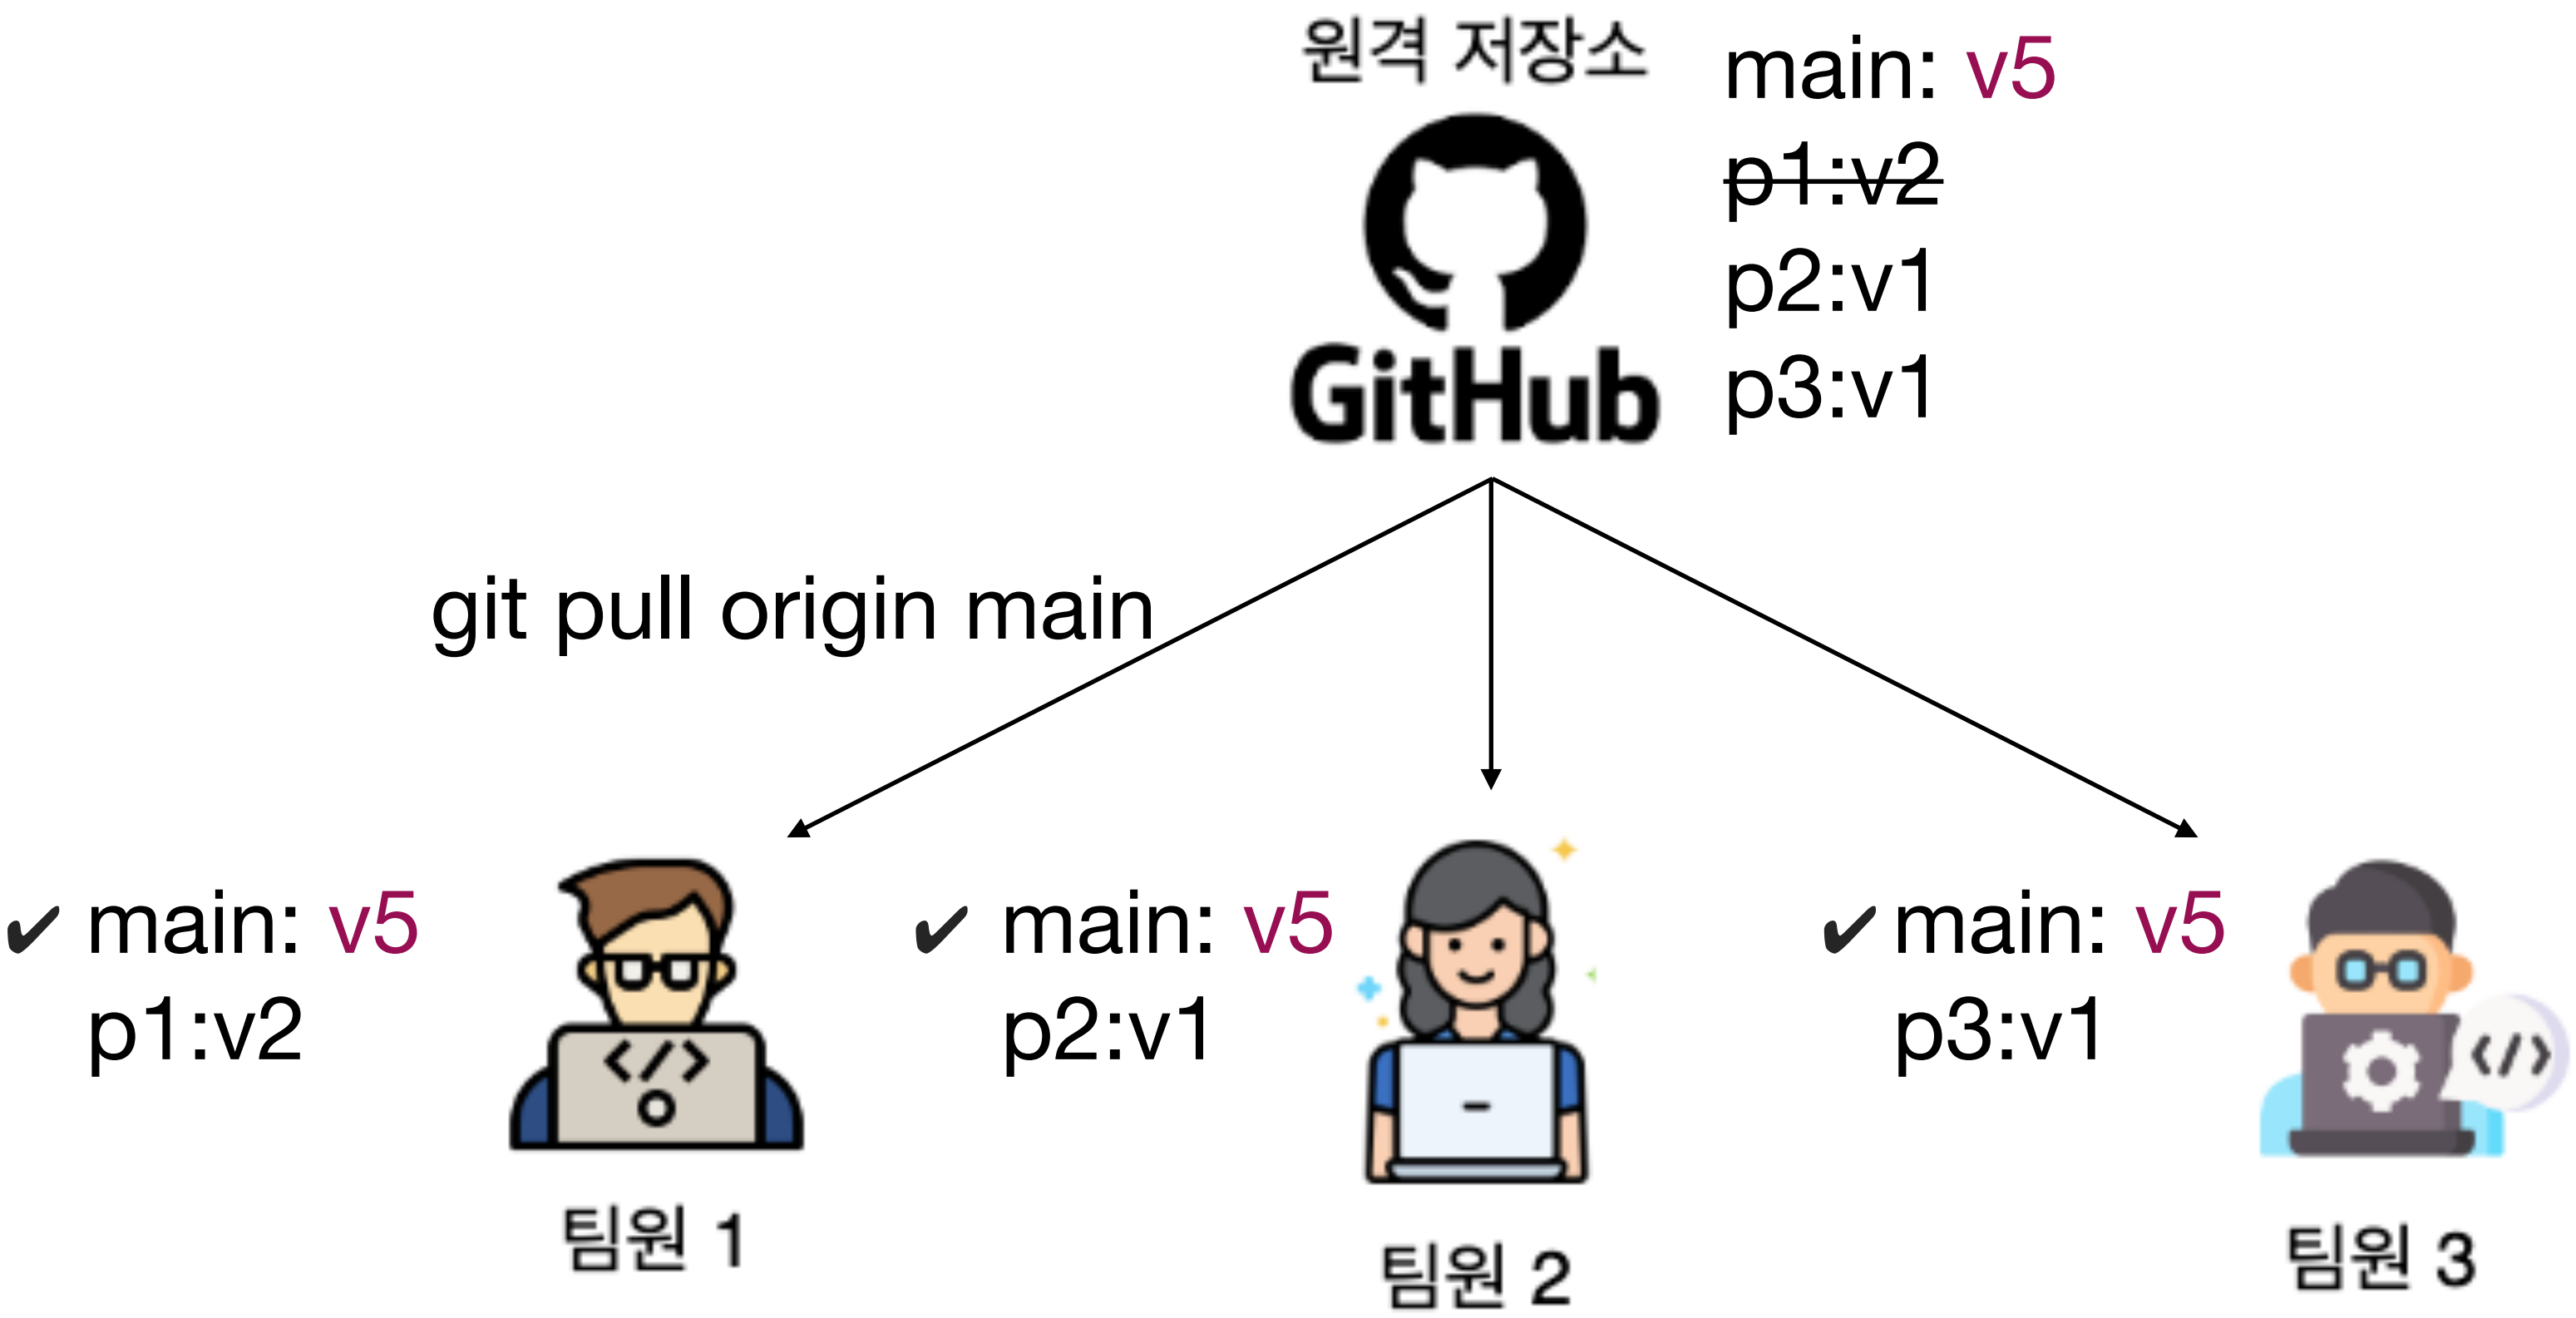 원격 저장소
main: v5
p1:v2
p2:v1
p3:v1
GitHub
git pull origin main
✔ main: v5
p1:v2
</>
팀원 1
✔ main: v5
p2:v1
팀원 2
✔ main: v5
p3:v1
</>
팀원 3